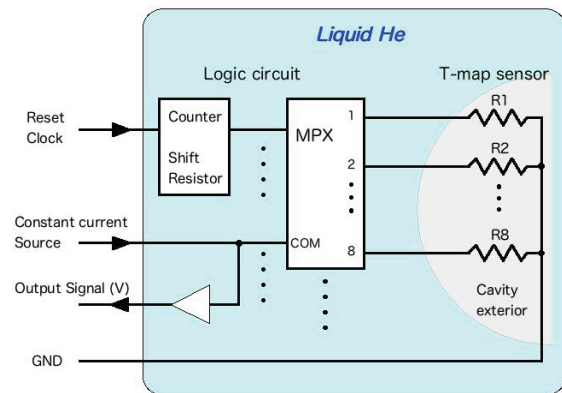 Liquid He
Logic circuit
T-map sensor
Reset
Clock
Counter
Shift
Resistor
MPX
1
2
8
COM
R1
R2
R8
Constant current
Source
Output Signal (V)
Cavity
exterior
GND